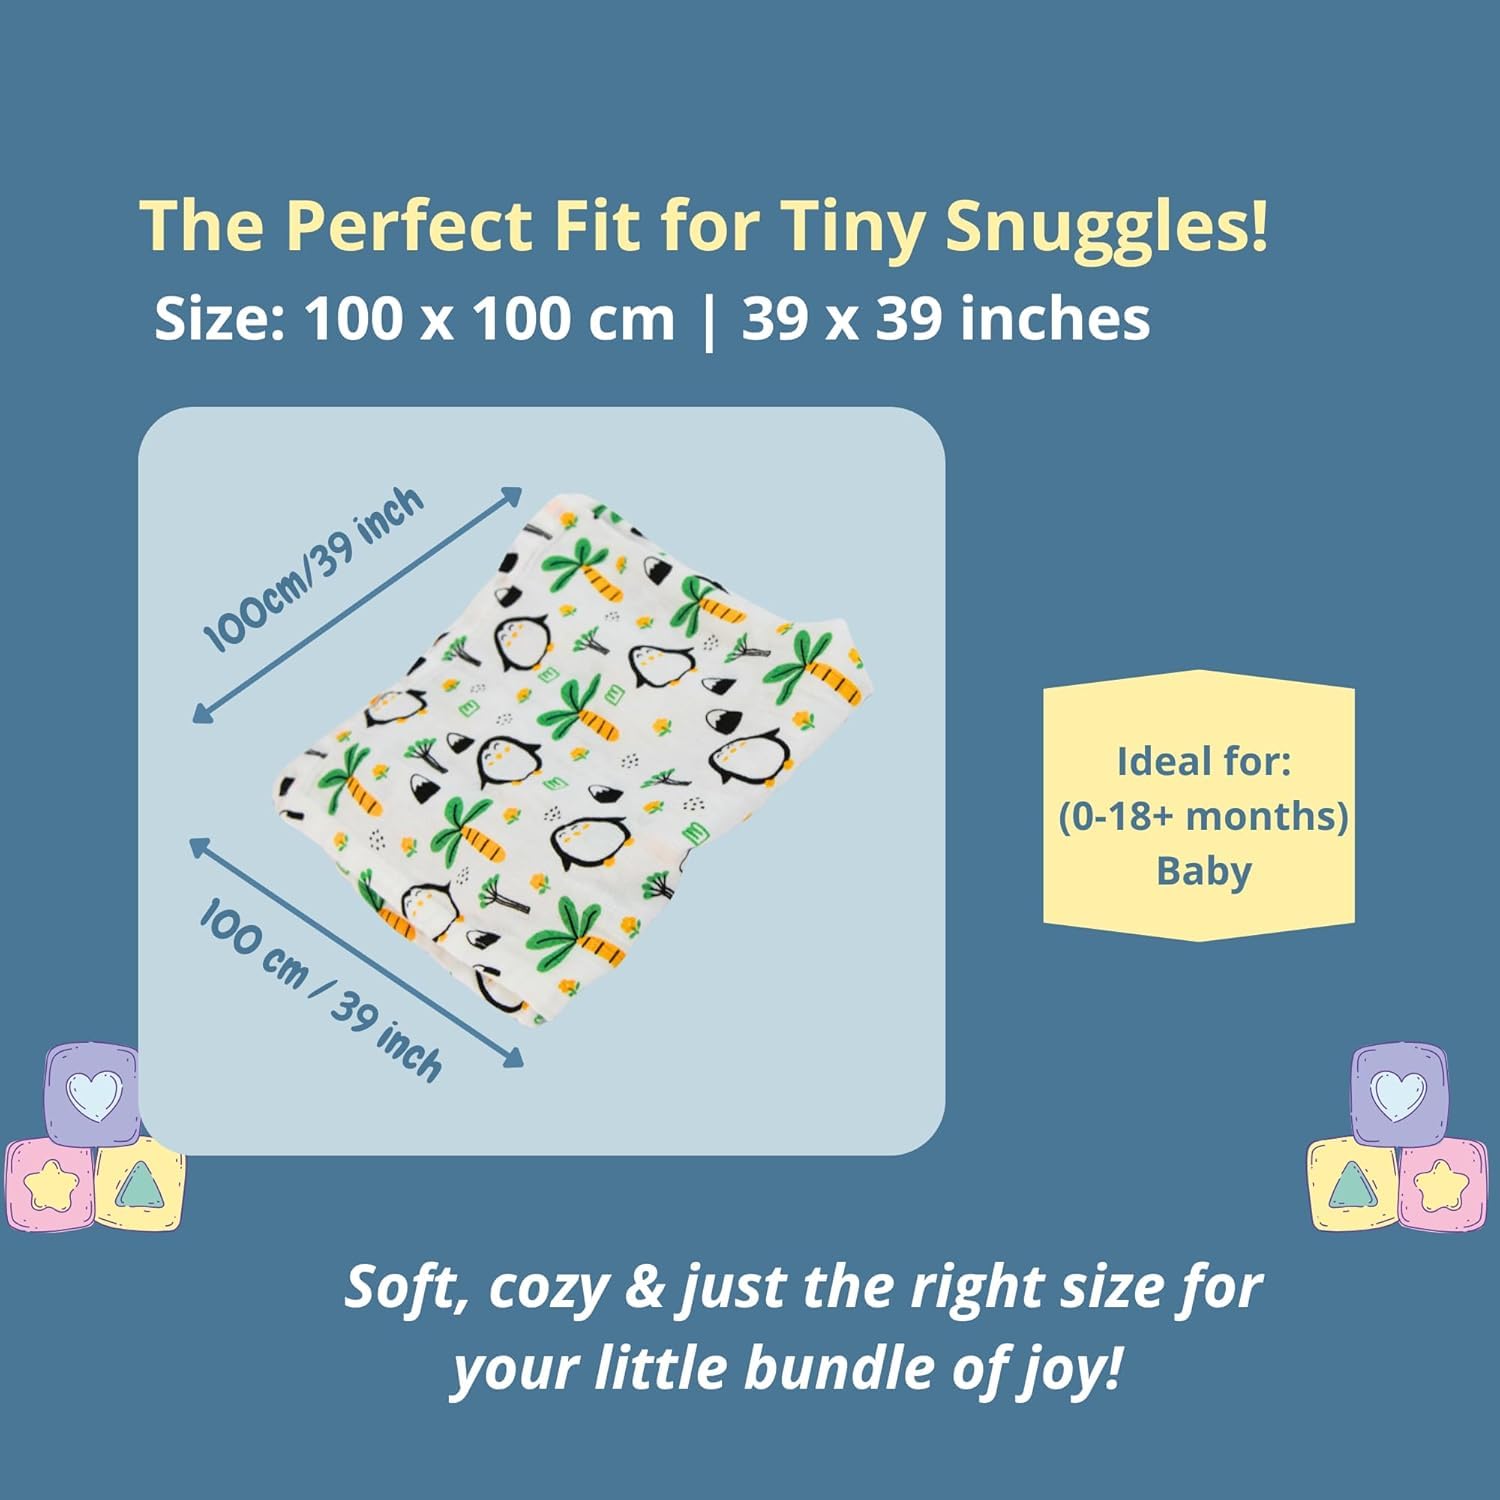 The Perfect Fit for Tiny Snuggles!
Size: 100 x 100 cm | 39 x 39 inches
100cm/39 inch
100 cm / 39 inch
Ideal for:
(0-18+ months)
Baby
Soft, cozy & just the right size for
your little bundle of joy!